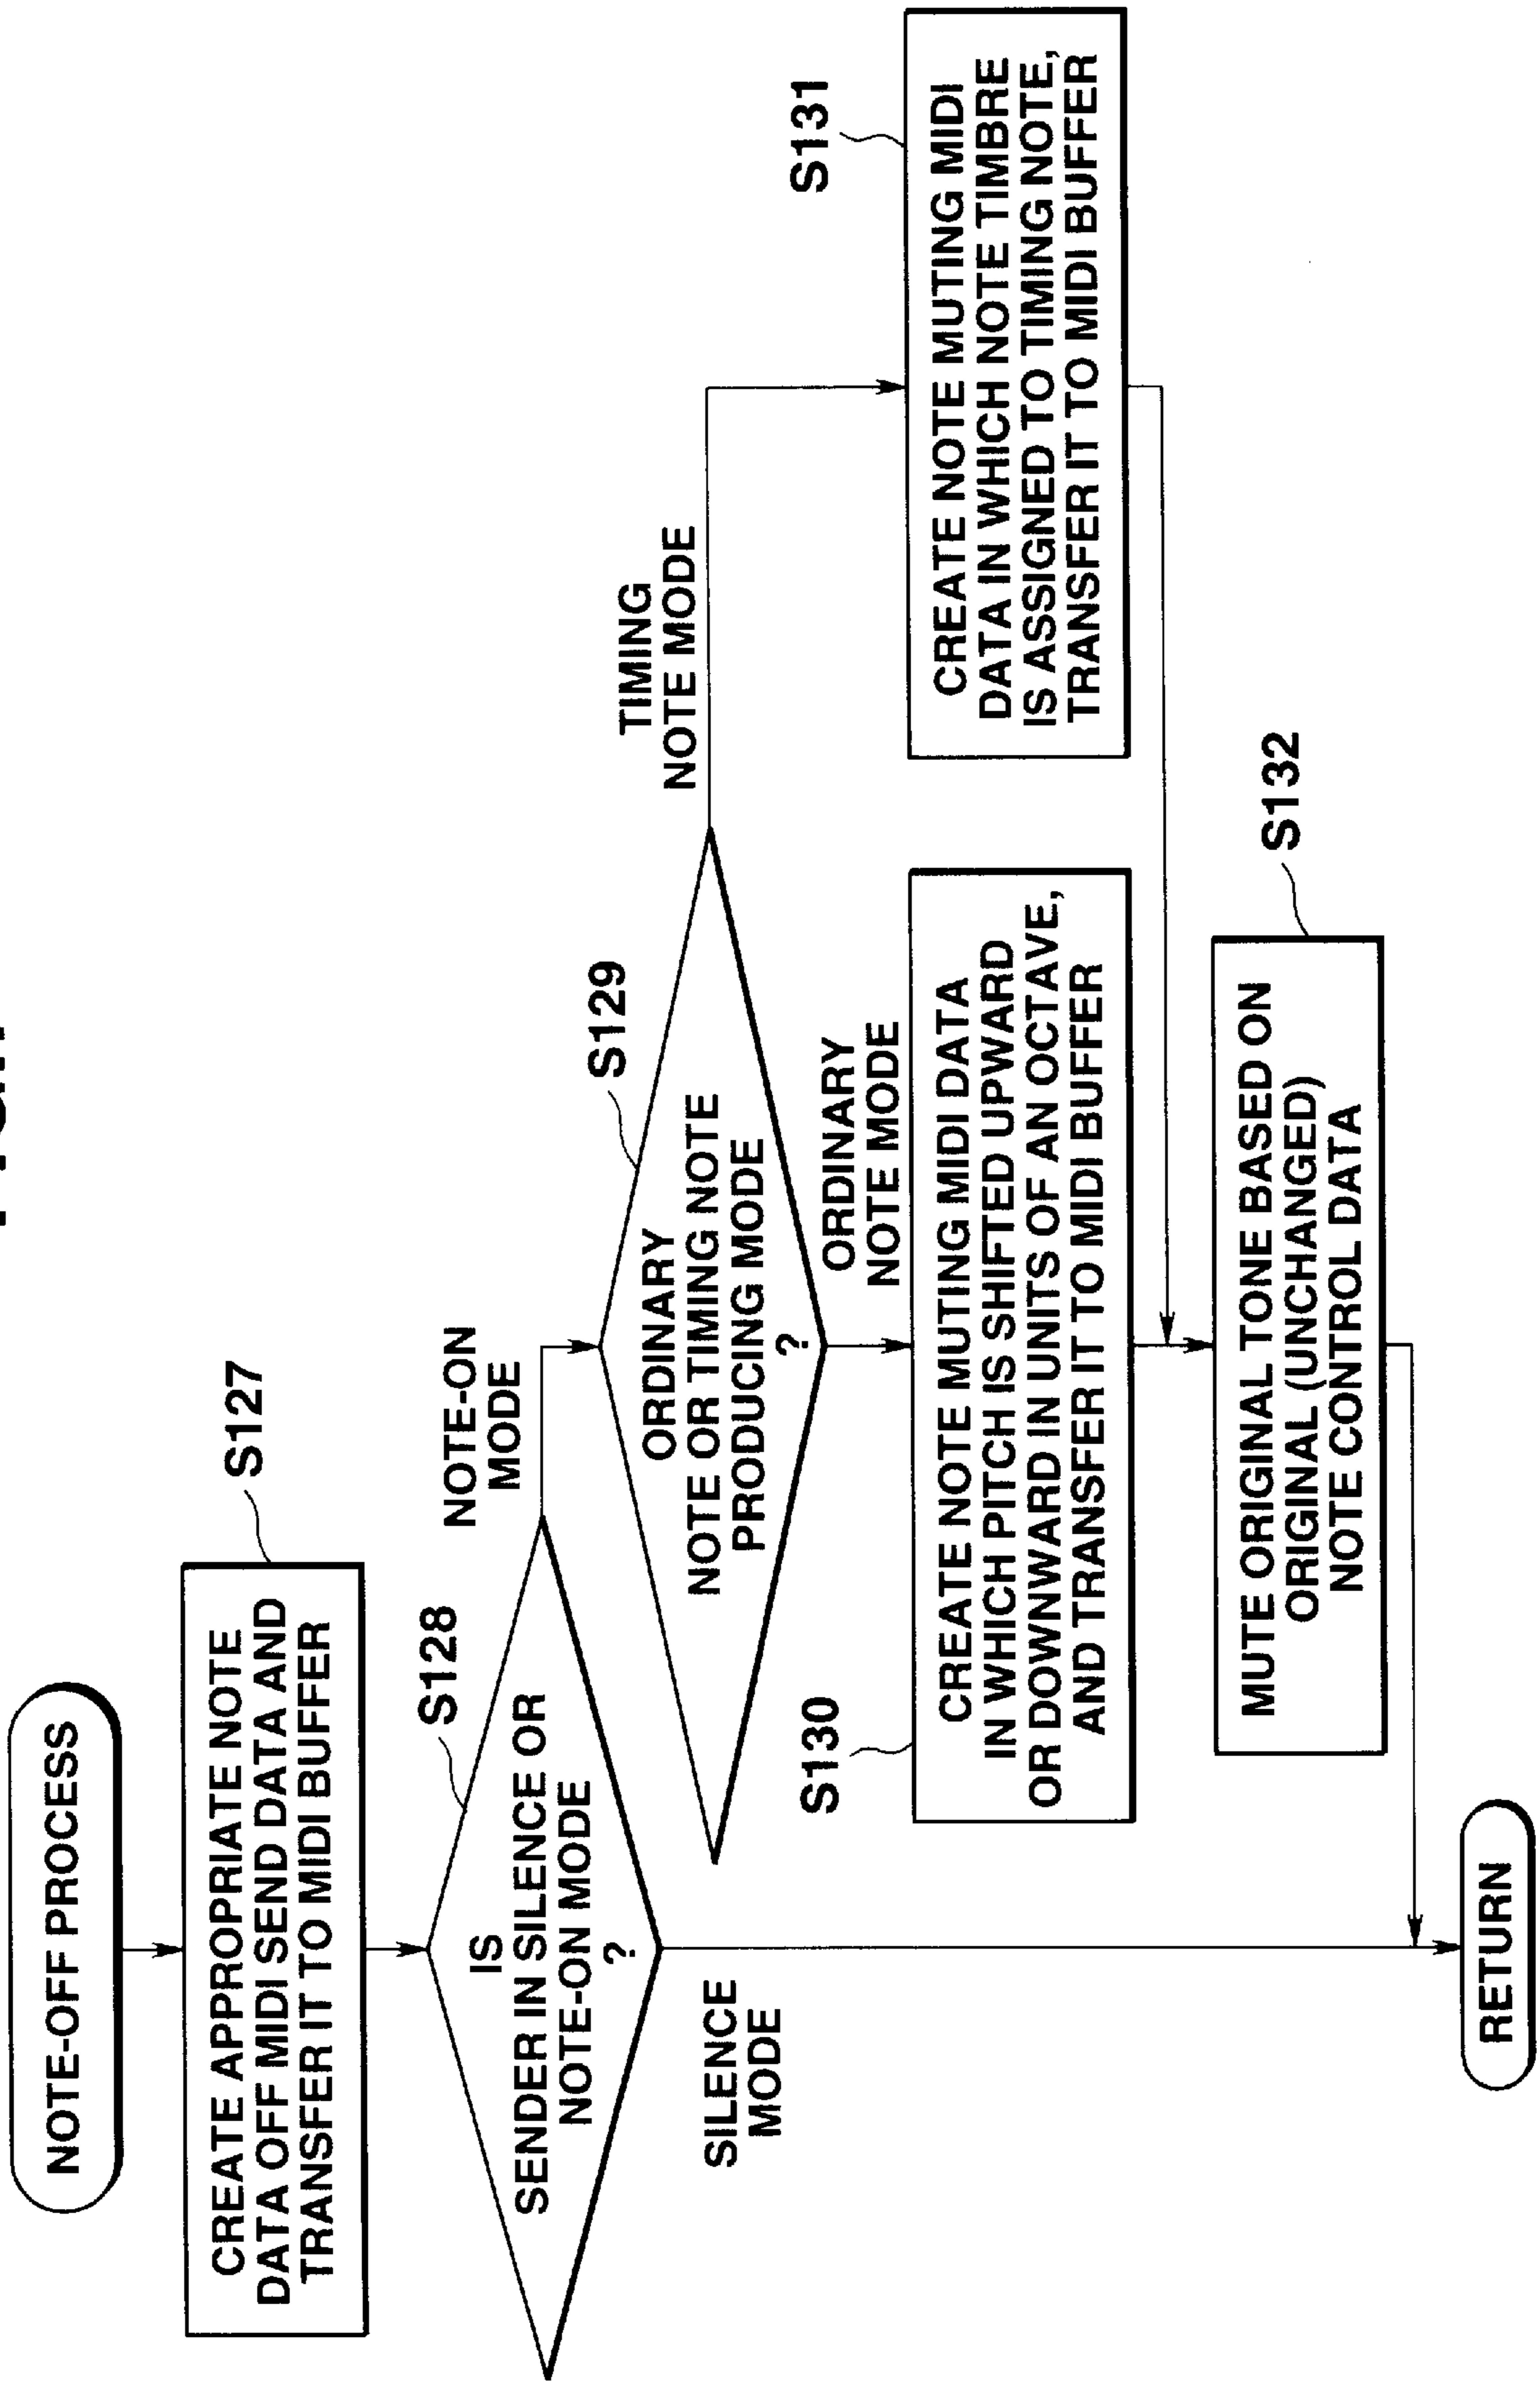 NOTE-OFF PROCESS
S127
CREATE APPROPRIATE NOTE
DATA OFF MIDI SEND DATA AND
TRANSFER IT TO MIDI BUFFER
S128
IS
SENDER IN SILENCE OR
NOTE-ON MODE
?
NOTE-ON
MODE
SILENCE
MODE
S129
ORDINARY
NOTE OR TIMING NOTE
PRODUCING MODE
?
TIMING
NOTE MODE
ORDINARY
NOTE MODE
S130
CREATE NOTE MUTING MIDI DATA
IN WHICH PITCH IS SHIFTED UPWARD
OR DOWNWARD IN UNITS OF AN OCTAVE,
AND TRANSFER IT TO MIDI BUFFER
S131
CREATE NOTE MUTING MIDI
DATA IN WHICH NOTE TIMBRE
IS ASSIGNED TO TIMING NOTE,
TRANSFER IT TO MIDI BUFFER
S132
MUTE ORIGINAL TONE BASED ON
ORIGINAL (UNCHANGED)
NOTE CONTROL DATA
RETURN